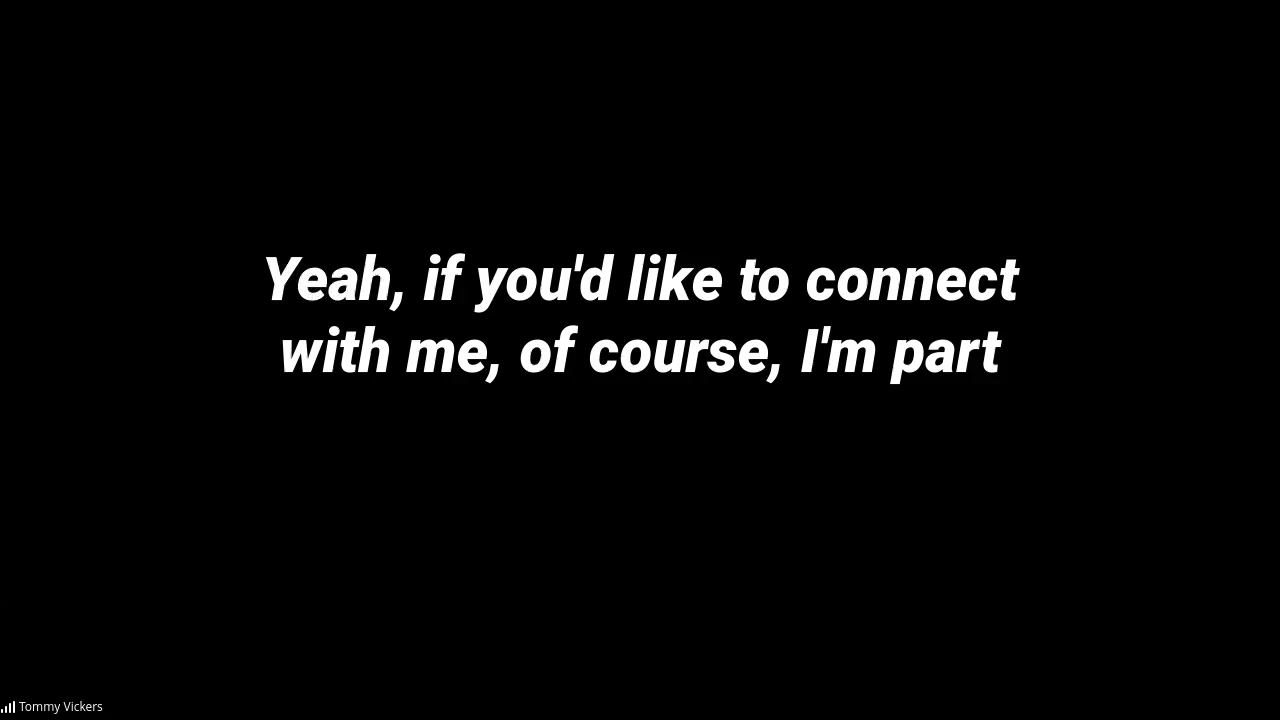 Yeah, if you'd like to connect
with me, of course, I'm part
Tommy Vickers